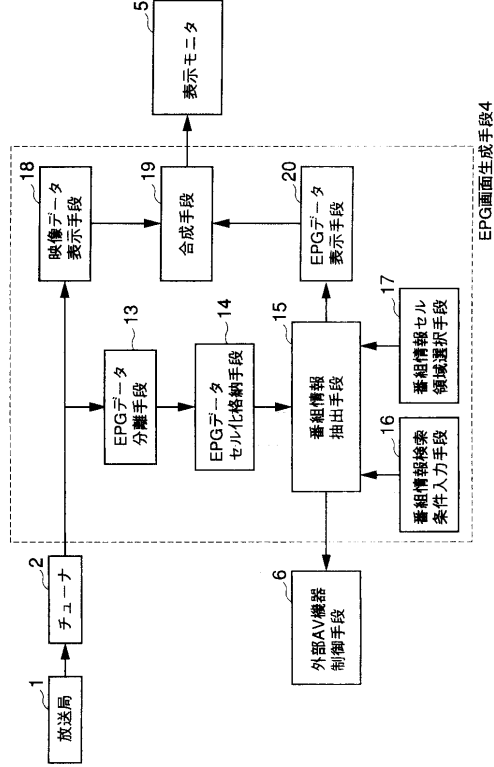 1
放送局
2
チューナ
EPG画面生成手段4
13
EPGデータ
分離手段
14
EPGデータ
セル化格納手段
15
番組情報
抽出手段
16
番組情報検索
条件入力手段
17
番組情報セル
領域選択手段
18
映像データ
表示手段
19
合成手段
20
EPGデータ
表示手段
5
表示モニタ
6
外部AV機器
制御手段